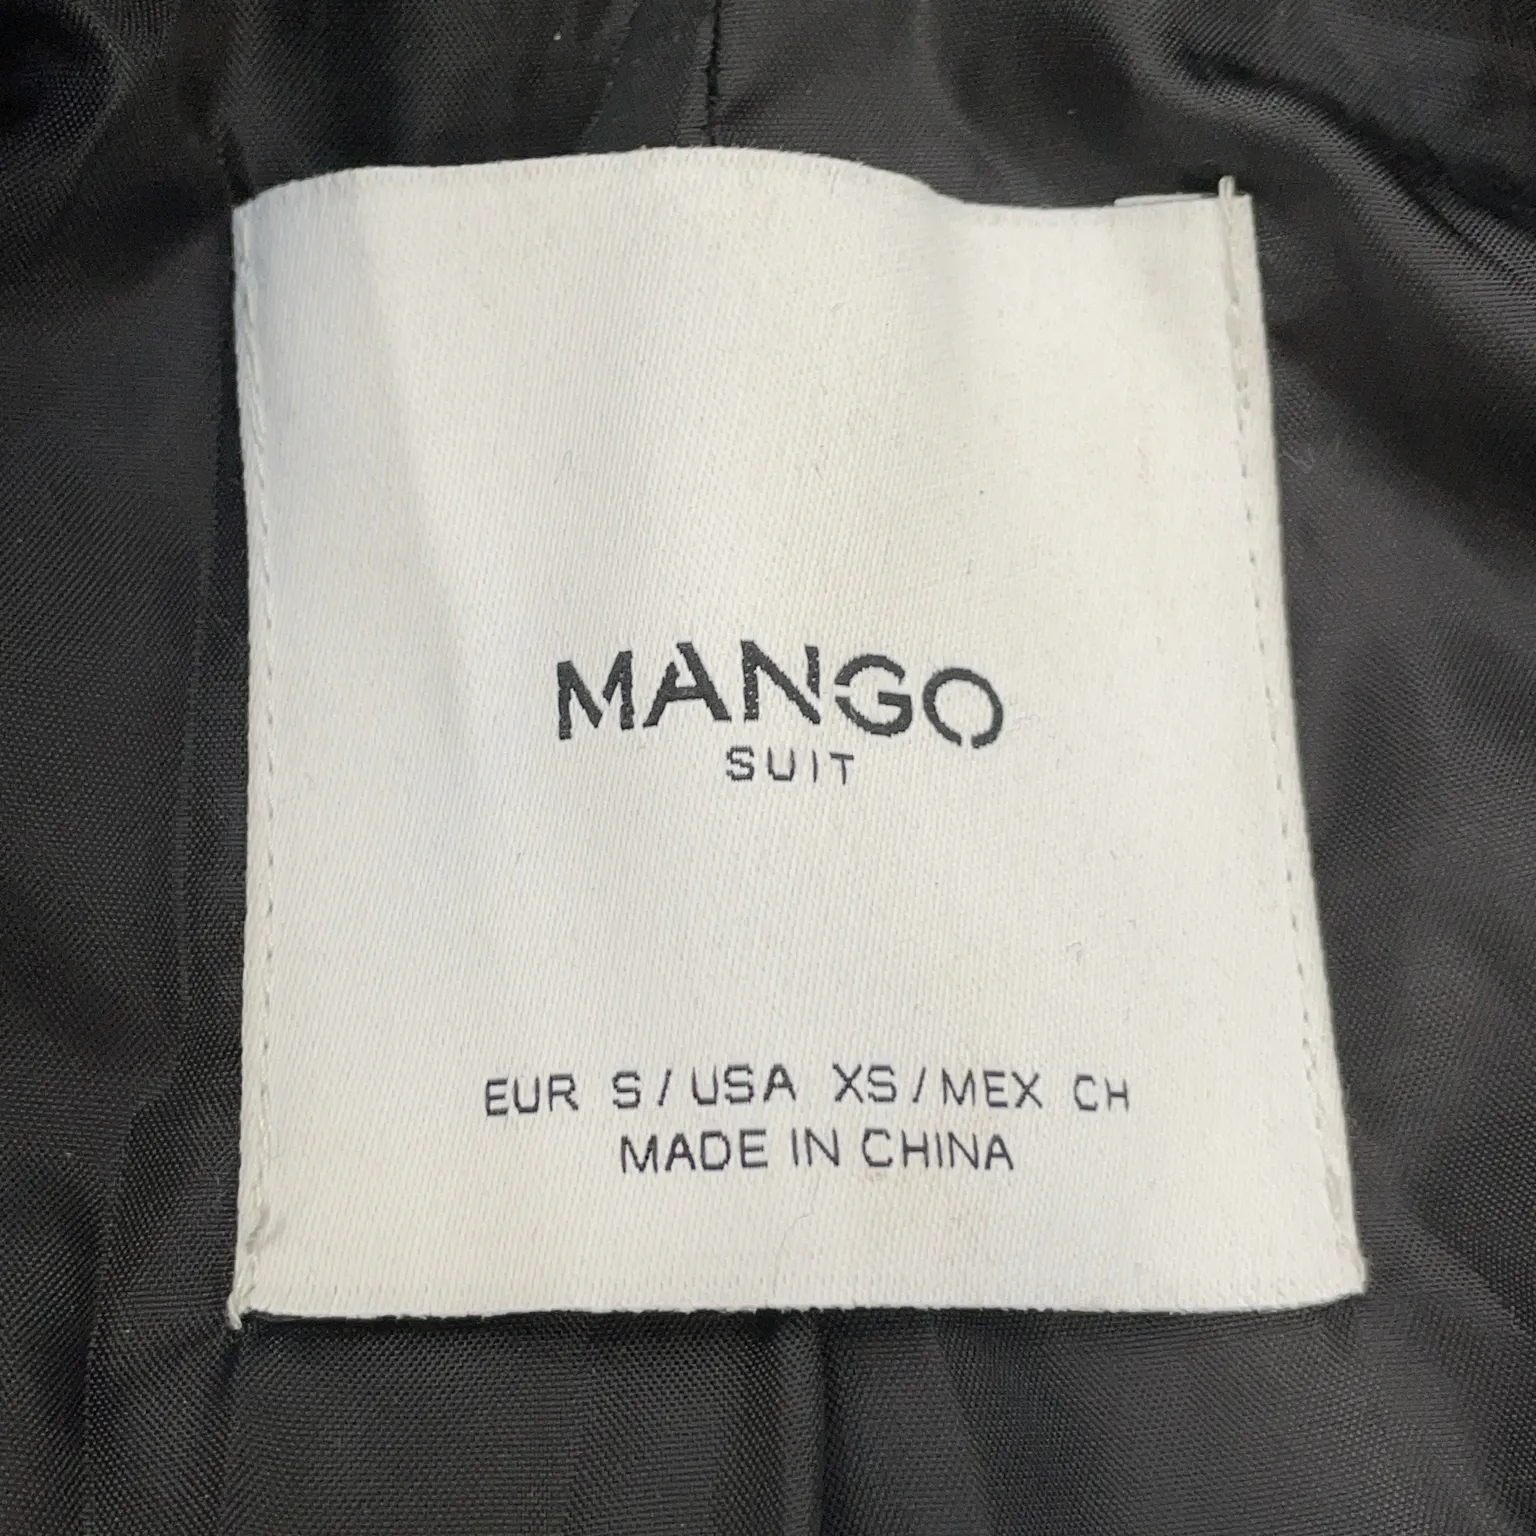 MANGO
SUIT
EUR S / USA XS / MEX CH
MADE IN CHINA